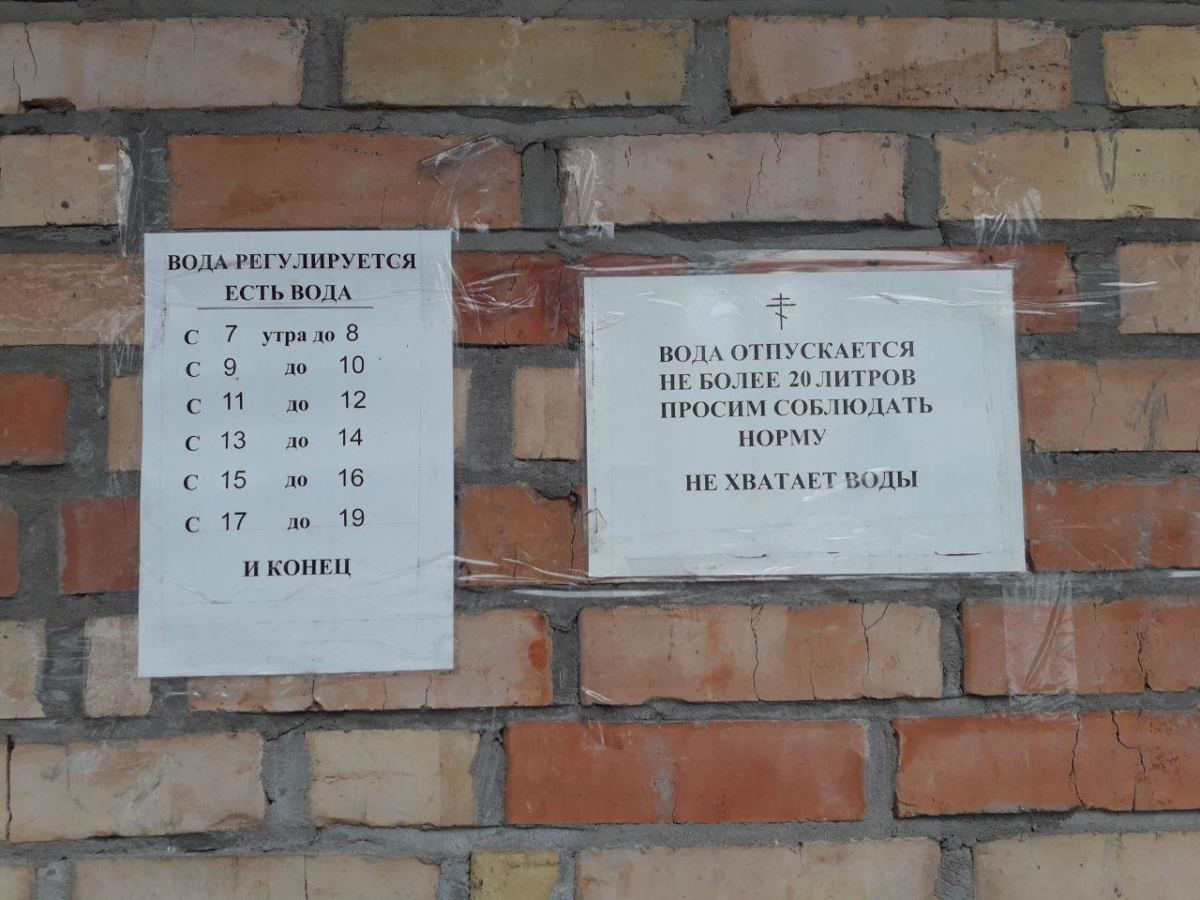 ВОДА РЕГУЛИРУЕТСЯ
ЕСТЬ ВОДА
С 7 утра до 8
С 9 до 10
С 11 до 12
С 13 до 14
С 15 до 16
С 17 до 19
И КОНЕЦ
ВОДА ОТПУСКАЕТСЯ
НЕ БОЛЕЕ 20 ЛИТРОВ
ПРОСИМ СОБЛЮДАТЬ
НОРМУ
НЕ ХВАТАЕТ ВОДЫ